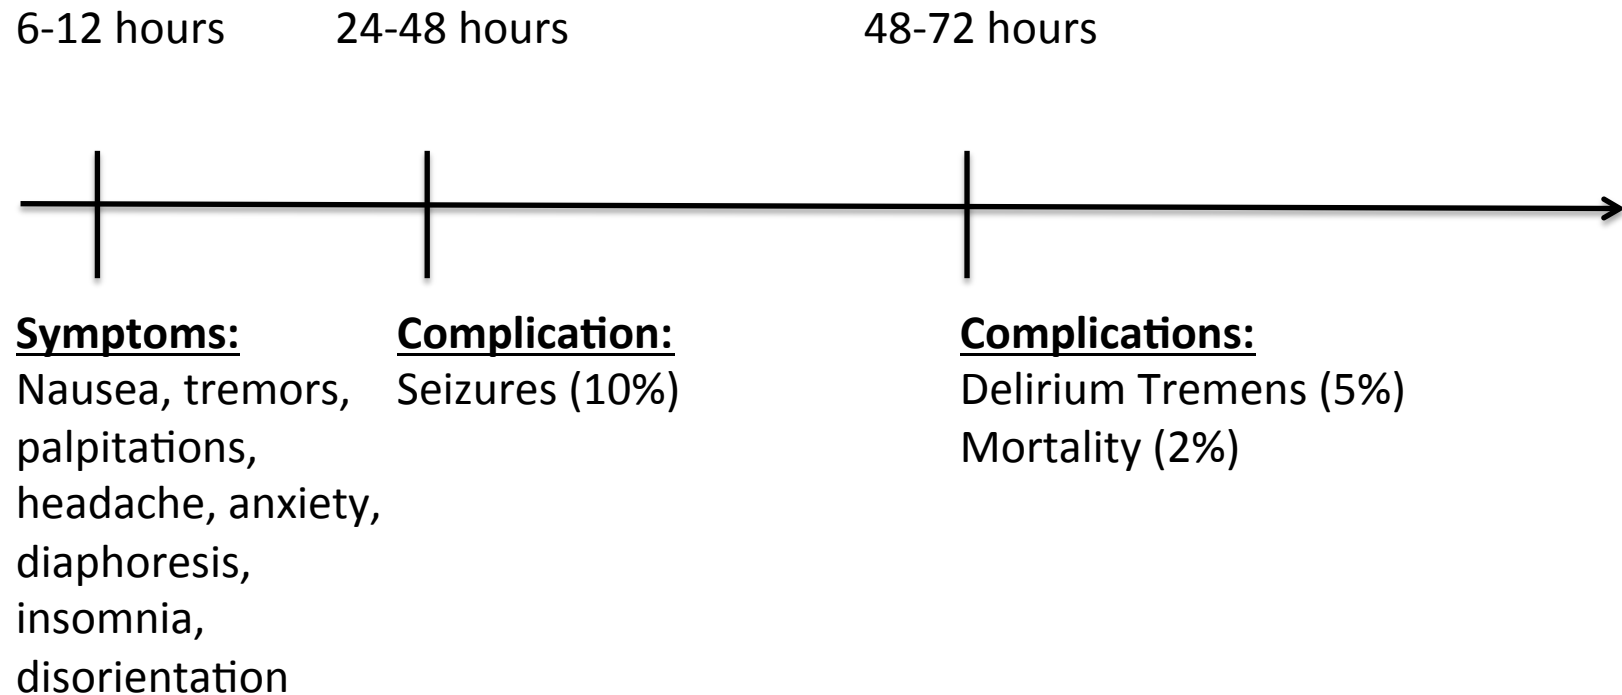 6-12 hours
24-48 hours
48-72 hours
Symptoms:
Nausea, tremors,
palpitations,
headache, anxiety,
diaphoresis,
insomnia,
disorientation
Complication:
Seizures (10%)
Complications:
Delirium Tremens (5%)
Mortality (2%)